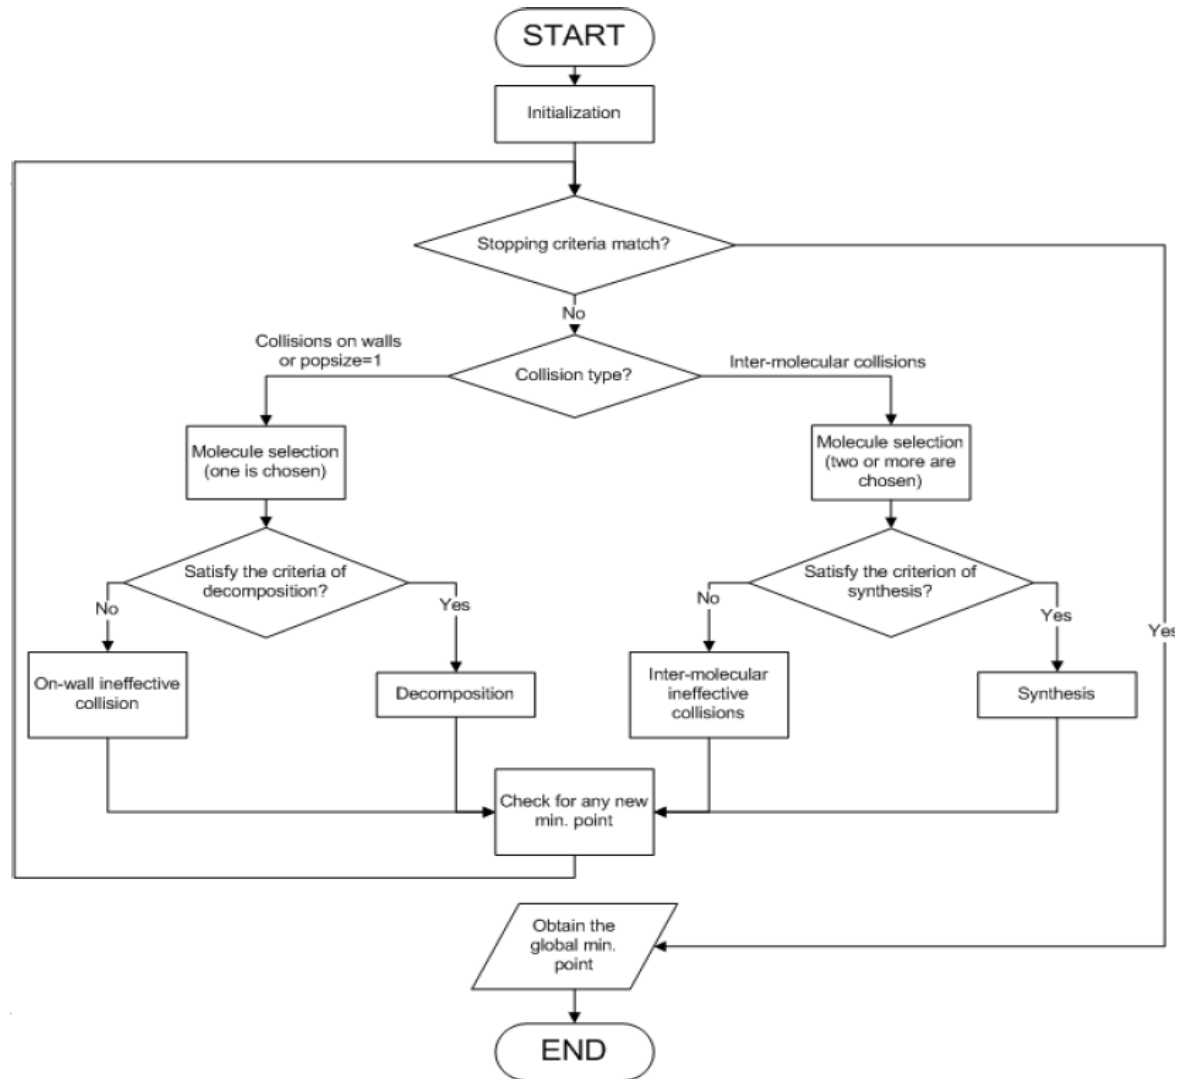 START
Initialization
Stopping criteria match?
No
Collisions on walls
or popsize=1
Collision type?
Inter-molecular collisions
Molecule selection
(one is chosen)
Molecule selection
(two or more are
chosen)
Satisfy the criteria of
decomposition?
Satisfy the criterion of
synthesis?
No
Yes
No
Yes
Yes
On-wall ineffective
collision
Decomposition
Inter-molecular
ineffective
collisions
Synthesis
Check for any new
min. point
Obtain the
global min.
point
END